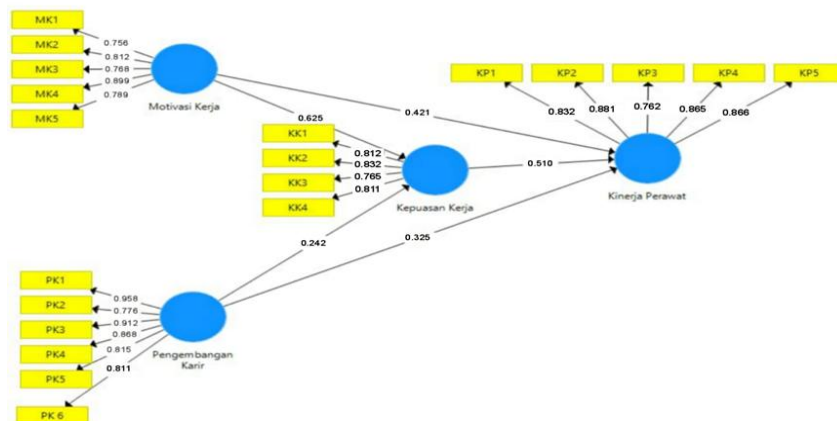 MK1
MK2
MK3
MK4
MK5
0.756
0.812
0.768
0.899
0.789
Motivasi Kerja
KP1
KP2
KP3
KP4
KP5
0.832
0.881
0.762
0.865
0.866
Kinerja Perawat
0.625
0.421
KK1
KK2
KK3
KK4
0.812
0.832
0.765
0.811
Kepuasan Kerja
0.510
0.242
0.325
PK1
PK2
PK3
PK4
PK5
PK 6
0.958
0.776
0.912
0.868
0.815
0.811
Pengembangan
Karir